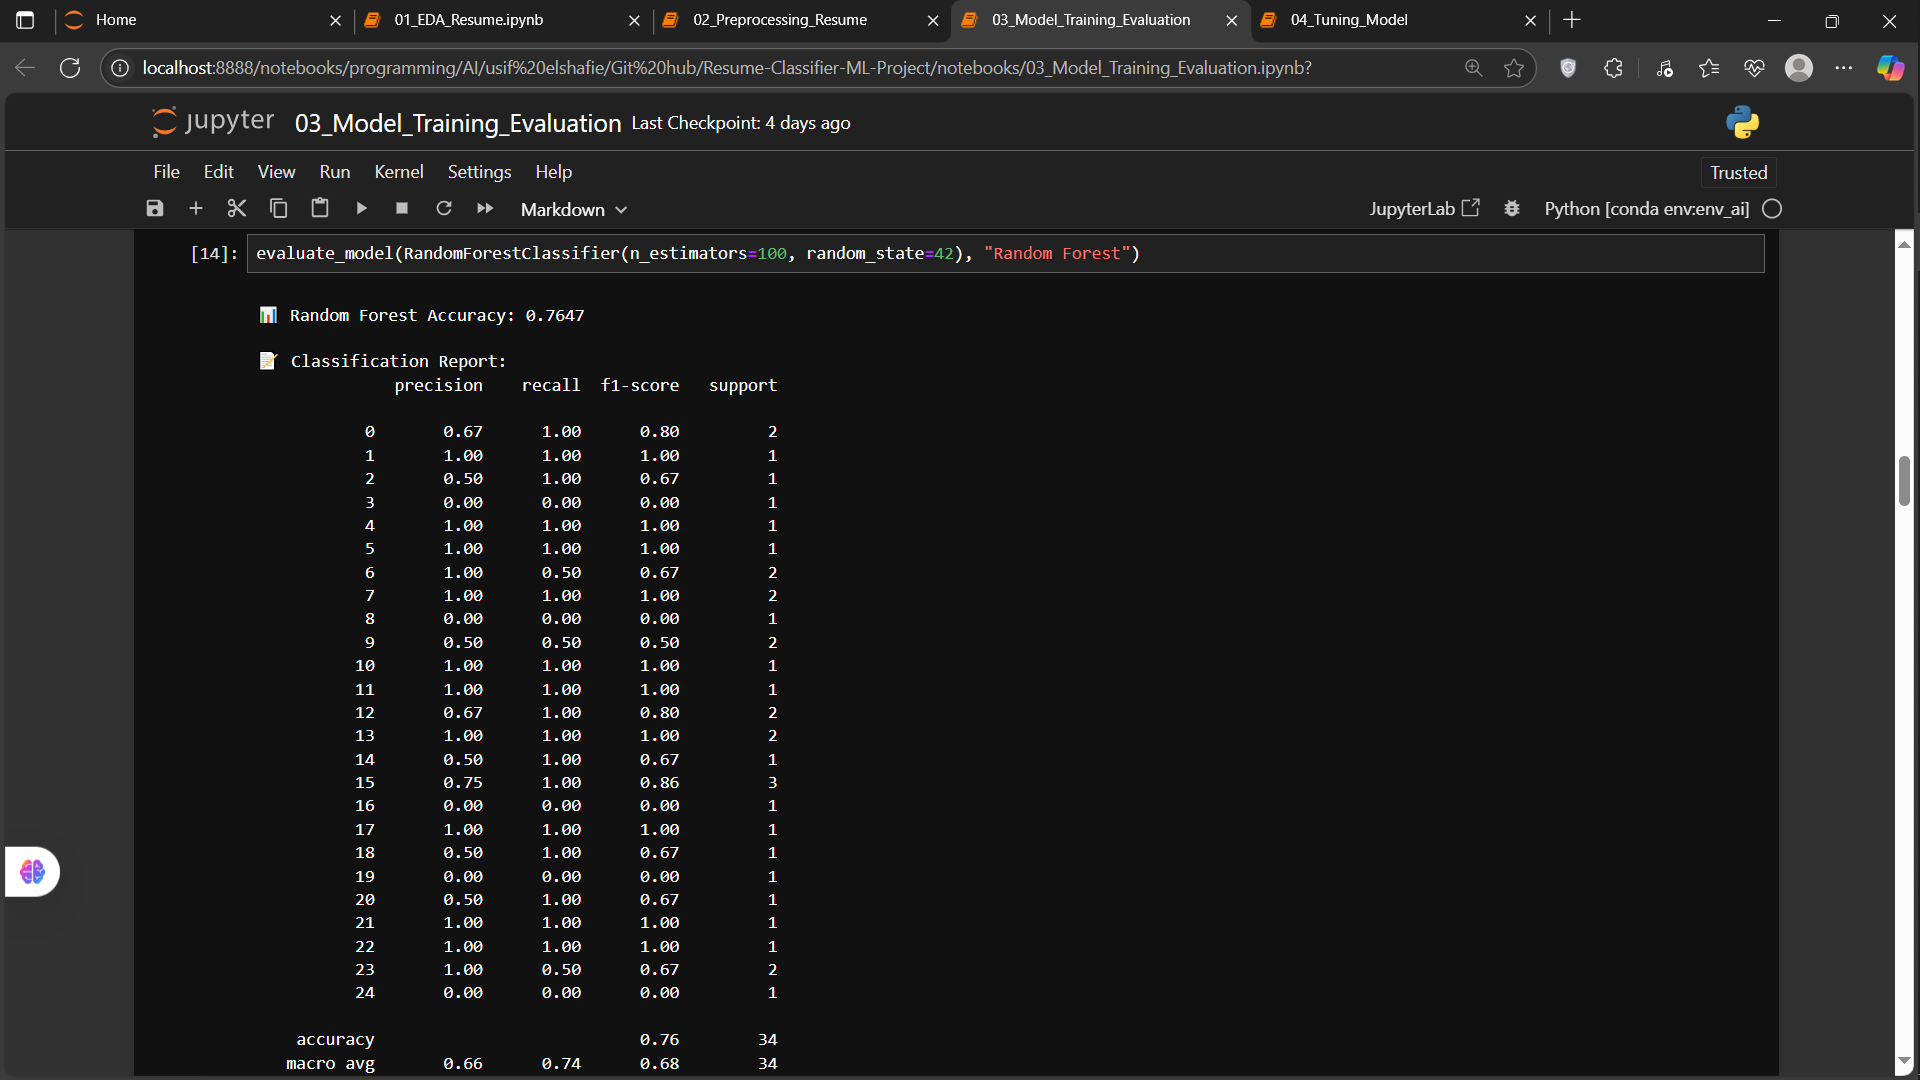 Home
01_EDA_Resume.ipynb
02_Preprocessing_Resume
03_Model_Training_Evaluation
04_Tuning_Model
localhost:8888/notebooks/programming/AI/usif%20elshafie/Git%20hub/Resume-Classifier-ML-Project/notebooks/03_Model_Training_Evaluation.ipynb?
jupyter 03_Model_Training_Evaluation Last Checkpoint: 4 days ago
File Edit View Run Kernel Settings Help
Trusted
Markdown
JupyterLab
Python [conda env:env_ai]
[14]: evaluate_model(RandomForestClassifier(n_estimators=100, random_state=42), "Random Forest")
📊 Random Forest Accuracy: 0.7647
📝 Classification Report:
precision recall f1-score support
0 0.67 1.00 0.80 2
1 1.00 1.00 1.00 1
2 0.50 1.00 0.67 1
3 0.00 0.00 0.00 1
4 1.00 1.00 1.00 1
5 1.00 1.00 1.00 1
6 1.00 0.50 0.67 2
7 1.00 1.00 1.00 2
8 0.00 0.00 0.00 1
9 0.50 0.50 0.50 2
10 1.00 1.00 1.00 1
11 1.00 1.00 1.00 1
12 0.67 1.00 0.80 2
13 1.00 1.00 1.00 2
14 0.50 1.00 0.67 1
15 0.75 1.00 0.86 3
16 0.00 0.00 0.00 1
17 1.00 1.00 1.00 1
18 0.50 1.00 0.67 1
19 0.00 0.00 0.00 1
20 0.50 1.00 0.67 1
21 1.00 1.00 1.00 1
22 1.00 1.00 1.00 1
23 1.00 0.50 0.67 2
24 0.00 0.00 0.00 1
accuracy 0.76 34
macro avg 0.66 0.74 0.68 34